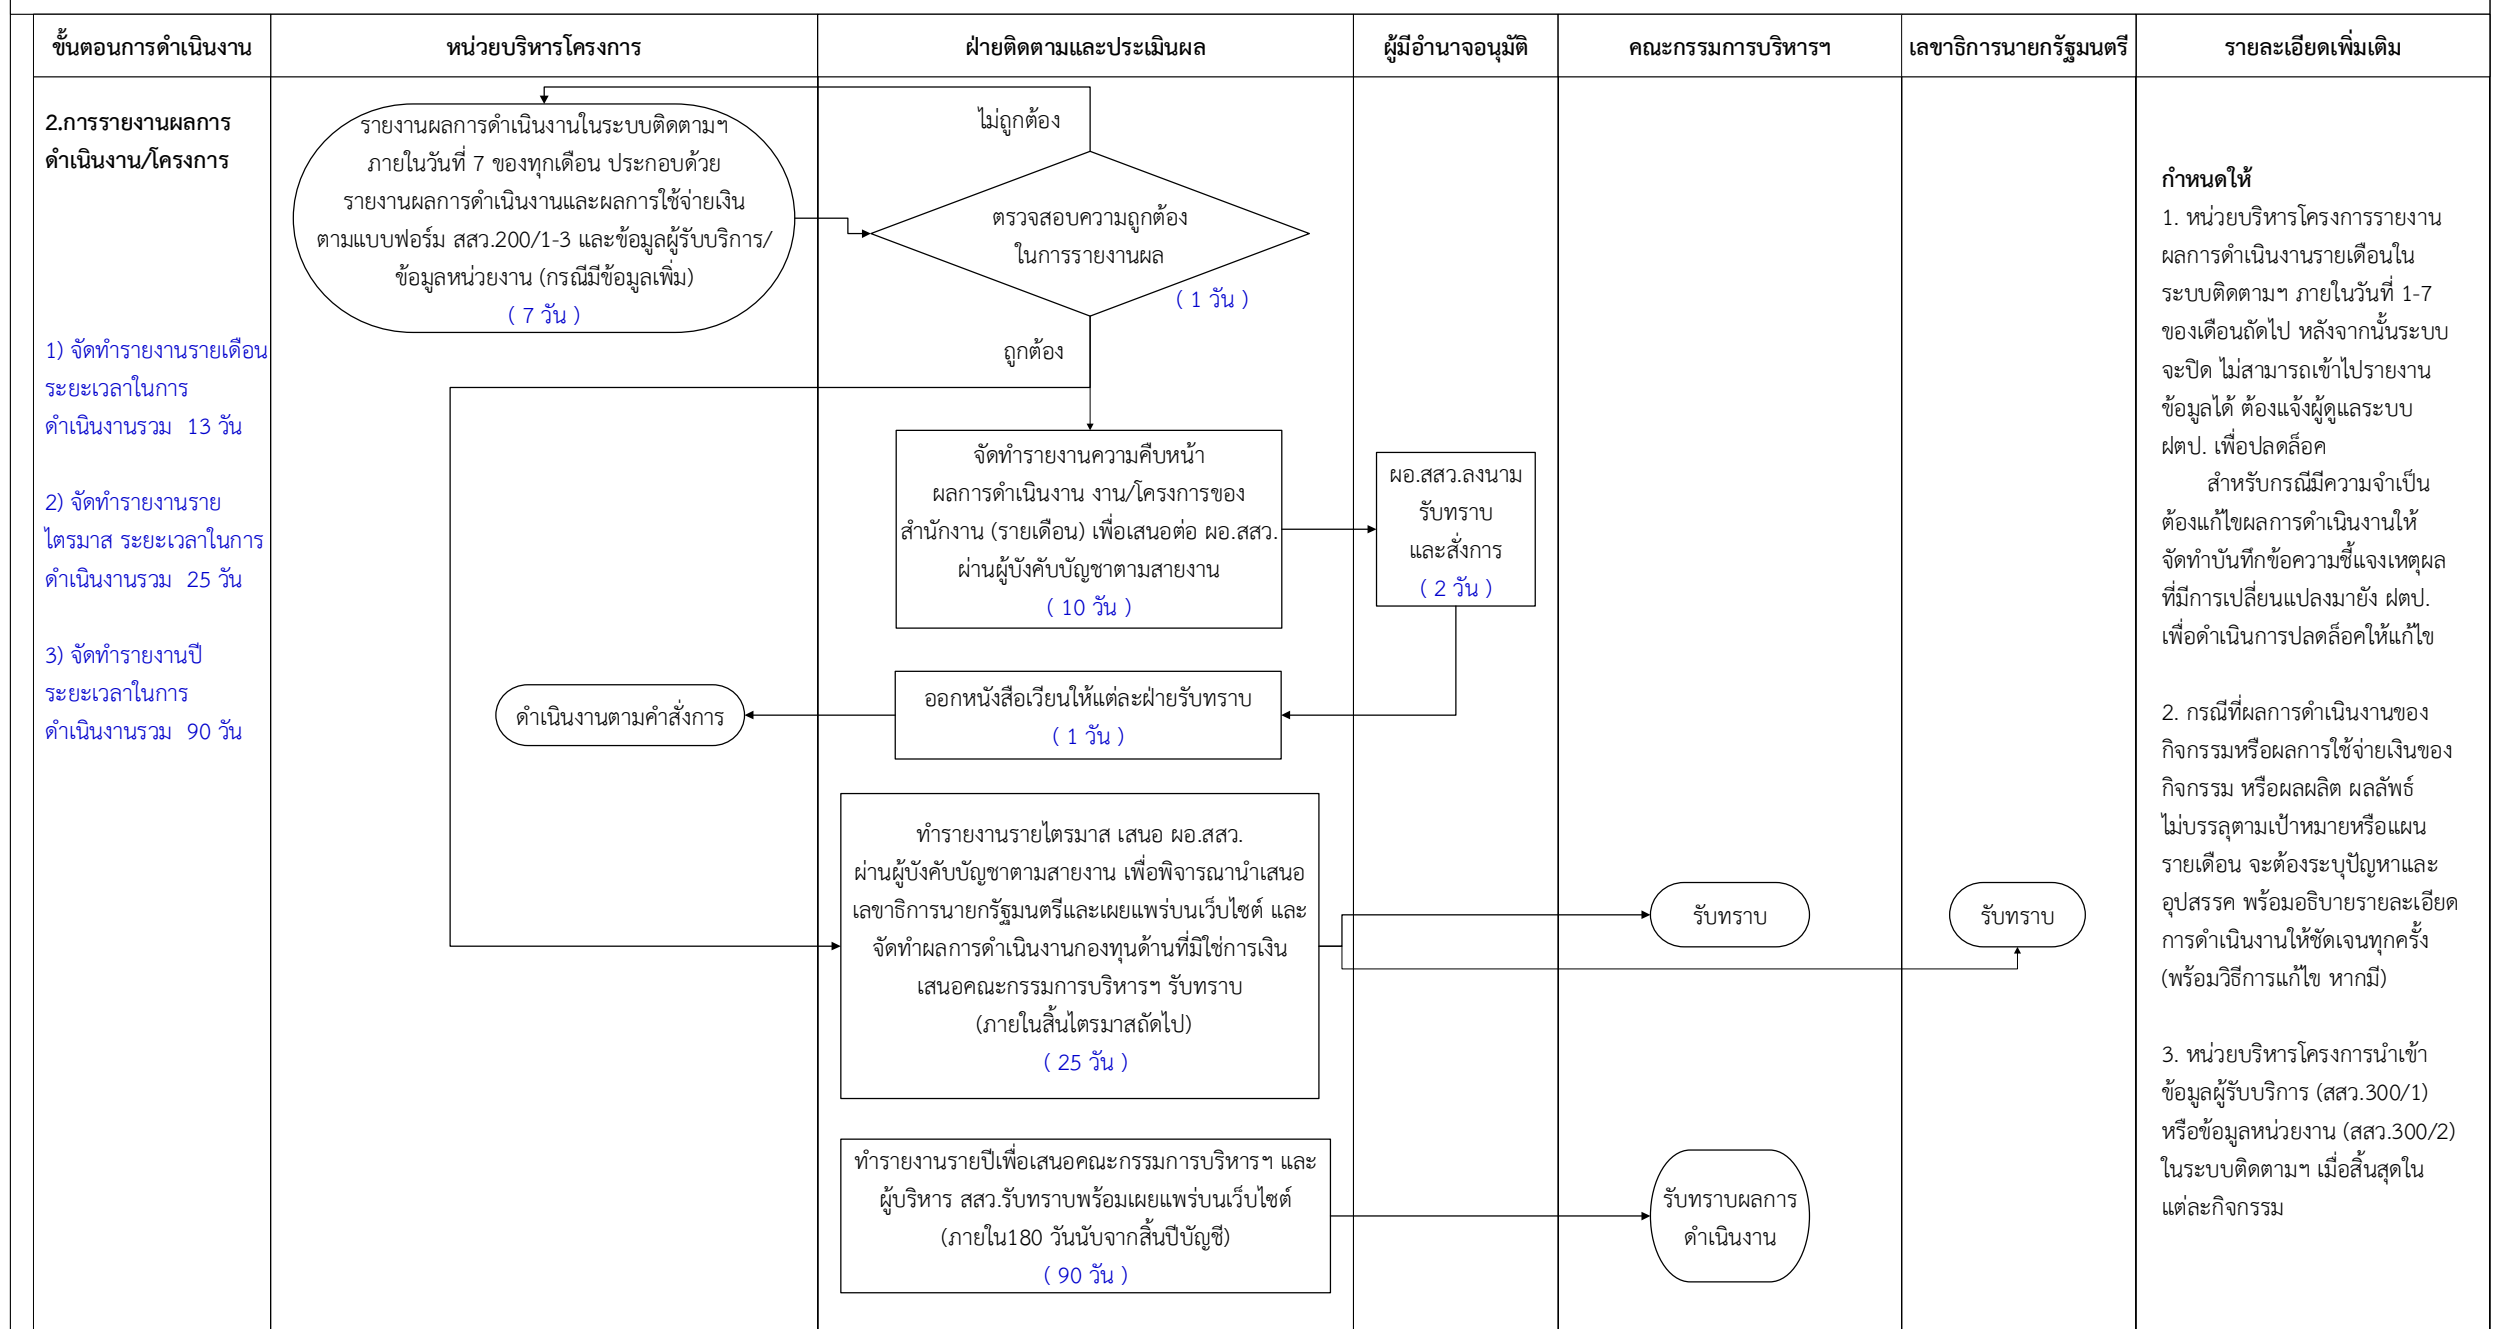 ขั้นตอนการดำเนินงาน
หน่วยบริหารโครงการ
ฝ่ายติดตามและประเมินผล
ผู้มีอำนาจอนุมัติ
คณะกรรมการบริหารฯ
เลขาธิการนายกรัฐมนตรี
รายละเอียดเพิ่มเติม
2.การรายงานผลการ
ดำเนินงาน/โครงการ
1) จัดทำรายงานรายเดือน
ระยะเวลาในการ
ดำเนินงานรวม 13 วัน
2) จัดทำรายงานราย
ไตรมาส ระยะเวลาในการ
ดำเนินงานรวม 25 วัน
3) จัดทำรายงานปี
ระยะเวลาในการ
ดำเนินงานรวม 90 วัน
รายงานผลการดำเนินงานในระบบติดตามฯ
ภายในวันที่ 7 ของทุกเดือน ประกอบด้วย
รายงานผลการดำเนินงานและผลการใช้จ่ายเงิน
ตามแบบฟอร์ม สสว.200/1-3 และข้อมูลผู้รับบริการ/
ข้อมูลหน่วยงาน (กรณีมีข้อมูลเพิ่ม)
( 7 วัน )
ไม่ถูกต้อง
ตรวจสอบความถูกต้อง
ในการรายงานผล
( 1 วัน )
ถูกต้อง
จัดทำรายงานความคืบหน้า
ผลการดำเนินงาน งาน/โครงการของ
สำนักงาน (รายเดือน) เพื่อเสนอต่อ ผอ.สสว.
ผ่านผู้บังคับบัญชาตามสายงาน
( 10 วัน )
ผอ.สสว.ลงนาม
รับทราบ
และสั่งการ
( 2 วัน )
ออกหนังสือเวียนให้แต่ละฝ่ายรับทราบ
( 1 วัน )
ดำเนินงานตามคำสั่งการ
ทำรายงานรายไตรมาส เสนอ ผอ.สสว.
ผ่านผู้บังคับบัญชาตามสายงาน เพื่อพิจารณานำเสนอ
เลขาธิการนายกรัฐมนตรีและเผยแพร่บนเว็บไซต์ และ
จัดทำผลการดำเนินงานกองทุนด้านที่มิใช่การเงิน
เสนอคณะกรรมการบริหารฯ รับทราบ
(ภายในสิ้นไตรมาสถัดไป)
( 25 วัน )
รับทราบ
รับทราบ
ทำรายงานรายปีเพื่อเสนอคณะกรรมการบริหารฯ และ
ผู้บริหาร สสว.รับทราบพร้อมเผยแพร่บนเว็บไซต์
(ภายใน180 วันนับจากสิ้นปีบัญชี)
( 90 วัน )
รับทราบผลการ
ดำเนินงาน
กำหนดให้
1. หน่วยบริหารโครงการรายงาน
ผลการดำเนินงานรายเดือนใน
ระบบติดตามฯ ภายในวันที่ 1-7
ของเดือนถัดไป หลังจากนั้นระบบ
จะปิด ไม่สามารถเข้าไปรายงาน
ข้อมูลได้ ต้องแจ้งผู้ดูแลระบบ
ฝตป. เพื่อปลดล็อค
สำหรับกรณีมีความจำเป็น
ต้องแก้ไขผลการดำเนินงานให้
จัดทำบันทึกข้อความชี้แจงเหตุผล
ที่มีการเปลี่ยนแปลงมายัง ฝตป.
เพื่อดำเนินการปลดล็อคให้แก้ไข
2. กรณีที่ผลการดำเนินงานของ
กิจกรรมหรือผลการใช้จ่ายเงินของ
กิจกรรม หรือผลผลิต ผลลัพธ์
ไม่บรรลุตามเป้าหมายหรือแผน
รายเดือน จะต้องระบุปัญหาและ
อุปสรรค พร้อมอธิบายรายละเอียด
การดำเนินงานให้ชัดเจนทุกครั้ง
(พร้อมวิธีการแก้ไข หากมี)
3. หน่วยบริหารโครงการนำเข้า
ข้อมูลผู้รับบริการ (สสว.300/1)
หรือข้อมูลหน่วยงาน (สสว.300/2)
ในระบบติดตามฯ เมื่อสิ้นสุดใน
แต่ละกิจกรรม